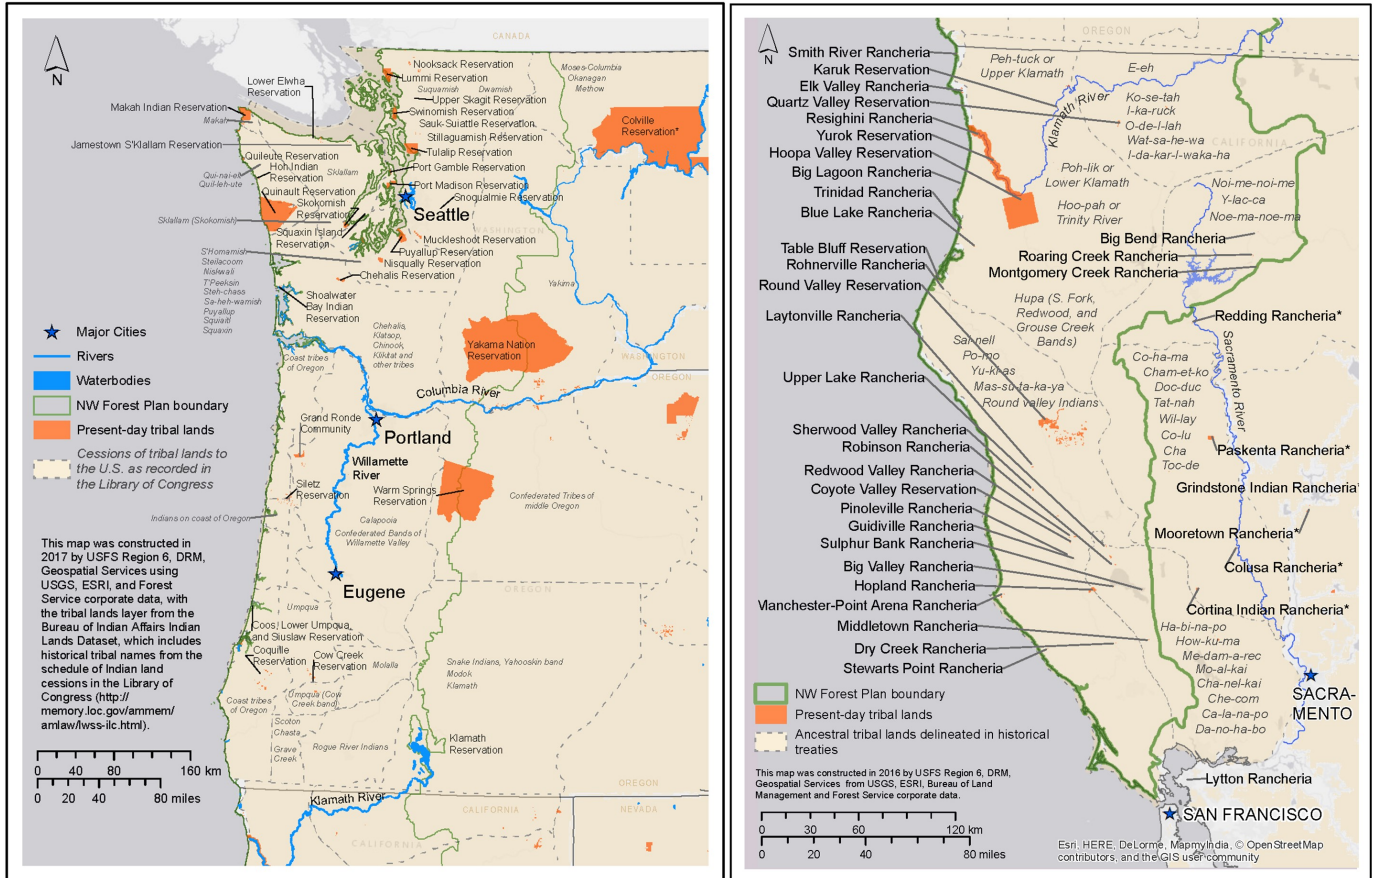 CANADA
N
Nooksack Reservation
Lummi Reservation
Moses-Columbia
Okanagan
Methow
Lower Elwha
Reservation
Suquamish
Dwamish
Upper Skagit Reservation
Makah Indian Reservation
Makah
Swinomish Reservation
Sauk-Suiattle Reservation
Colville
Reservation*
Stillaguamish Reservation
Jamestown S'Klallam Reservation
Tulalip Reservation
Quileute Reservation
Hoh Indian
Reservation
Sklallam
Port Gamble Reservation
Qui-nai-elt
Quil-leh-ute
Quinault Reservation
Port Madison Reservation
Snoqualmie Reservation
Skokomish
Reservation
Seattle
Sklallam (Skokomish)
Squaxin Island
Reservation
WASHINGTON
Muckleshoot Reservation
Puyallup Reservation
Nisqually Reservation
Chehalis Reservation
S'Homamish
Steilacoom
Niskwali
T'Peeksin
Steh-chass
Sa-heh-wamish
Puyallup
Squaitl
Squaxin
Yakima
Shoalwater
Bay Indian
Reservation
Major Cities
Rivers
Waterbodies
NW Forest Plan boundary
Present-day tribal lands
Cessions of tribal lands to
the U.S. as recorded in
the Library of Congress
Chehalis,
Klatsop,
Chinook,
Klikitat and
other tribes
Yakama Nation
Reservation
WASHINGTON
OREGON
Coast tribes
of Oregon
Columbia River
Grand Ronde
Community
Portland
Willamette
River
Siletz
Reservation
Warm Springs
Reservation
Confederated Tribes of
middle Oregon
Indians on coast of Oregon
Calapooia
Confederated Bands of
Willamette Valley
This map was constructed in
2017 by USFS Region 6, DRM,
Geospatial Services using
USGS, ESRI, and Forest
Service corporate data, with
the tribal lands layer from the
Bureau of Indian Affairs Indian
Lands Dataset, which includes
historical tribal names from the
schedule of Indian land
cessions in the Library of
Congress (http://
memory.loc.gov/ammem/
amlaw/lwss-ilc.html).
Eugene
OREGON
Umpqua
Coos, Lower Umpqua,
and Siuslaw Reservation
Coquille
Reservation
Cow Creek
Reservation
Molalla
Snake Indians, Yahooskin band
Modok
Klamath
Coast tribes
of Oregon
Umpqua (Cow
Creek band)
Scoton
Chasta
Grave
Creek
Rogue River Indians
Klamath
Reservation
0 40 80 160 km
0 20 40 80 miles
Klamath River
OREGON
CALIFORNIA
NEVADA
CALIFORNIA
N
OREGON
Smith River Rancheria
Karuk Reservation
Elk Valley Rancheria
Quartz Valley Reservation
Resighini Rancheria
Yurok Reservation
Hoopa Valley Reservation
Big Lagoon Rancheria
Trinidad Rancheria
Blue Lake Rancheria
Table Bluff Reservation
Rohnerville Rancheria
Round Valley Reservation
Laytonville Rancheria
Upper Lake Rancheria
Sherwood Valley Rancheria
Robinson Rancheria
Redwood Valley Rancheria
Coyote Valley Reservation
Pinoleville Rancheria
Guidiville Rancheria
Sulphur Bank Rancheria
Big Valley Rancheria
Hopland Rancheria
Manchester-Point Arena Rancheria
Middletown Rancheria
Dry Creek Rancheria
Stewarts Point Rancheria
Peh-tuck or
Upper Klamath
E-eh
Klamath River
Ko-se-tah
I-ka-ruck
O-de-l-lah
Wat-sa-he-wa
I-da-kar-I-waka-ha
CALIFORNIA
Poh-lik or
Lower Klamath
Hoo-pah or
Trinity River
Noi-me-noi-me
Y-lac-ca
Noe-ma-noe-ma
Big Bend Rancheria
Roaring Creek Rancheria
Montgomery Creek Rancheria
Hupa (S. Fork,
Redwood, and
Grouse Creek
Bands)
Redding Rancheria*
Sacramento River
Sai-nell
Po-mo
Yu-ki-as
Mas-su-ta-ka-ya
Round valley Indians
Co-ha-ma
Cham-et-ko
Doc-duc
Tat-nah
Wil-lay
Co-lu
Cha
Toc-de
Paskenta Rancheria*
Grindstone Indian Rancheria*
Mooretown Rancheria*
Colusa Rancheria*
Cortina Indian Rancheria*
Ha-bi-na-po
How-ku-ma
Me-dam-a-rec
Mo-al-kai
Cha-nel-kai
Che-com
Ca-la-na-po
Da-no-ha-bo
SACRA-
MENTO
Lytton Rancheria
SAN FRANCISCO
NW Forest Plan boundary
Present-day tribal lands
Ancestral tribal lands delineated in historical
treaties
This map was constructed in 2016 by USFS Region 6, DRM,
Geospatial Services from USGS, ESRI, Bureau of Land
Management and Forest Service corporate data.
0 30 60 120 km
0 20 40 80 miles
Esri, HERE, DeLorme, MapmyIndia, © OpenStreetMap
contributors, and the GIS user community